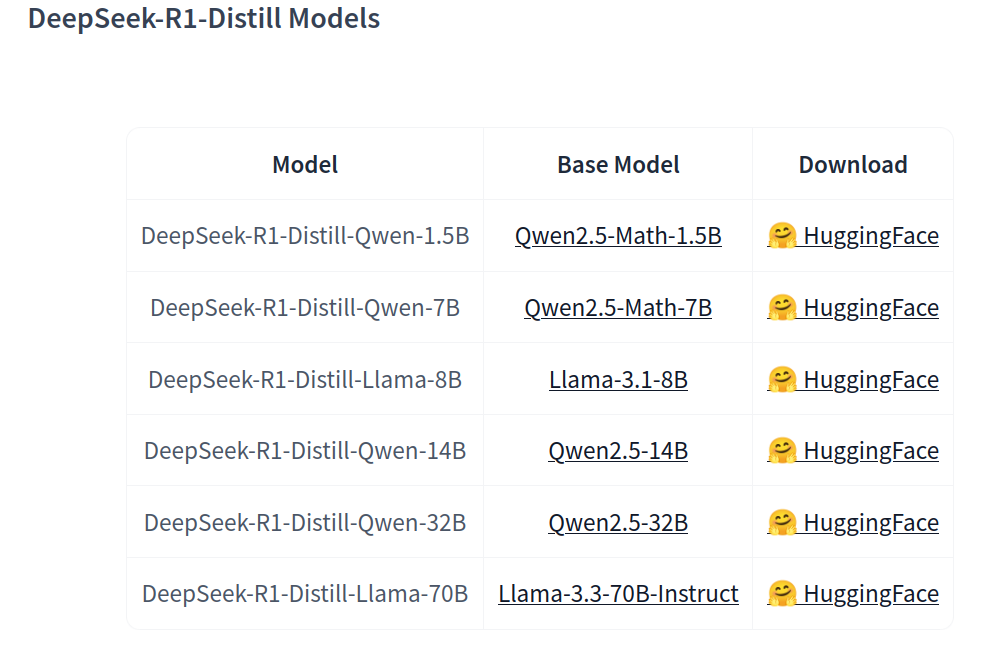 DeepSeek-R1-Distill Models
Model Base Model Download
DeepSeek-R1-Distill-Qwen-1.5B Qwen2.5-Math-1.5B 🤗 HuggingFace
DeepSeek-R1-Distill-Qwen-7B Qwen2.5-Math-7B 🤗 HuggingFace
DeepSeek-R1-Distill-Llama-8B Llama-3.1-8B 🤗 HuggingFace
DeepSeek-R1-Distill-Qwen-14B Qwen2.5-14B 🤗 HuggingFace
DeepSeek-R1-Distill-Qwen-32B Qwen2.5-32B 🤗 HuggingFace
DeepSeek-R1-Distill-Llama-70B Llama-3.3-70B-Instruct 🤗 HuggingFace